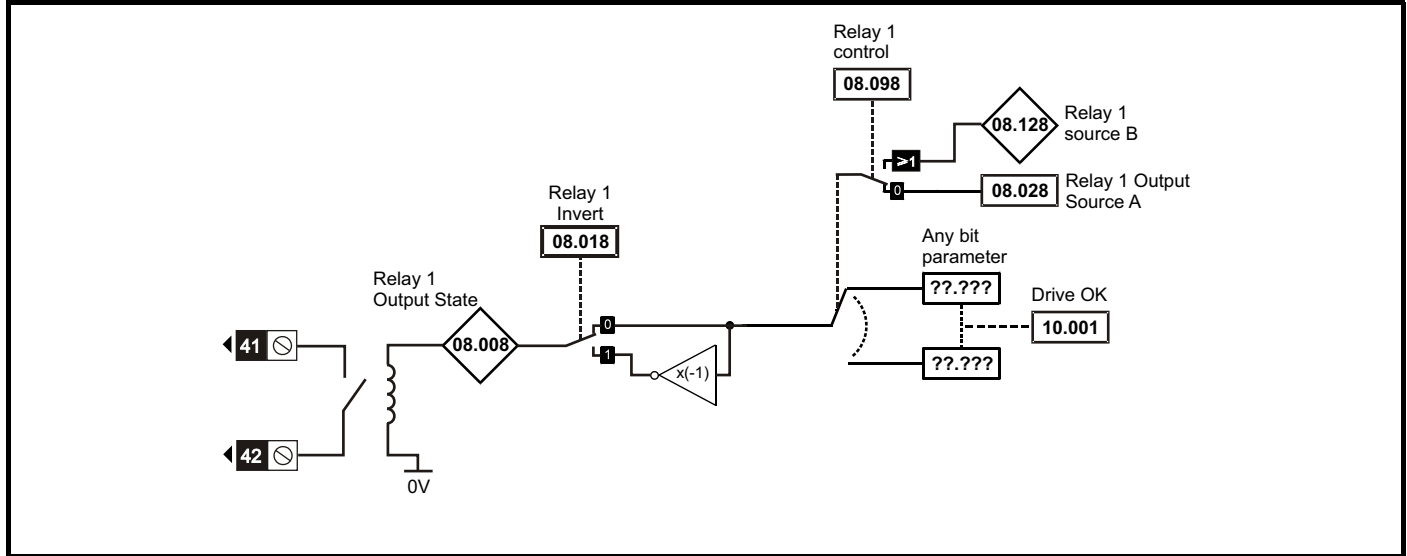 Relay 1
control
08.098
08.128
Relay 1
source B
>1
0
08.028
Relay 1 Output
Source A
Relay 1
Invert
08.018
Any bit
parameter
??.???
Drive OK
10.001
??.???
Relay 1
Output State
08.008
0
1
x(-1)
41
42
0V